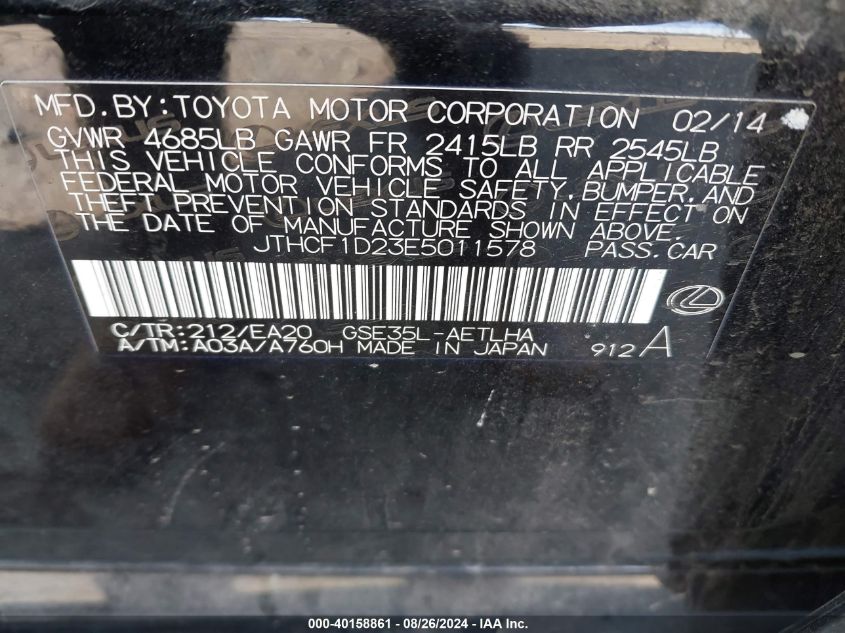 MFD.BY:TOYOTA MOTOR CORPORATION 02/14
GVWR 4685LB GAWR FR 2415LB RR 2545LB
THIS VEHICLE CONFORMS TO ALL APPLICABLE
FEDERAL MOTOR VEHICLE SAFETY,BUMPER,AND
THEFT PREVENTION STANDARDS IN EFFECT ON
THE DATE OF MANUFACTURE SHOWN ABOVE.
JTHCF1D23E5011578 PASS.CAR
C/TR:212/EA20 GSE35L-AETLHA
A/TM:A03A/A760H MADE IN JAPAN 912A
000-40158861 - 08/26/2024 - IAA Inc.